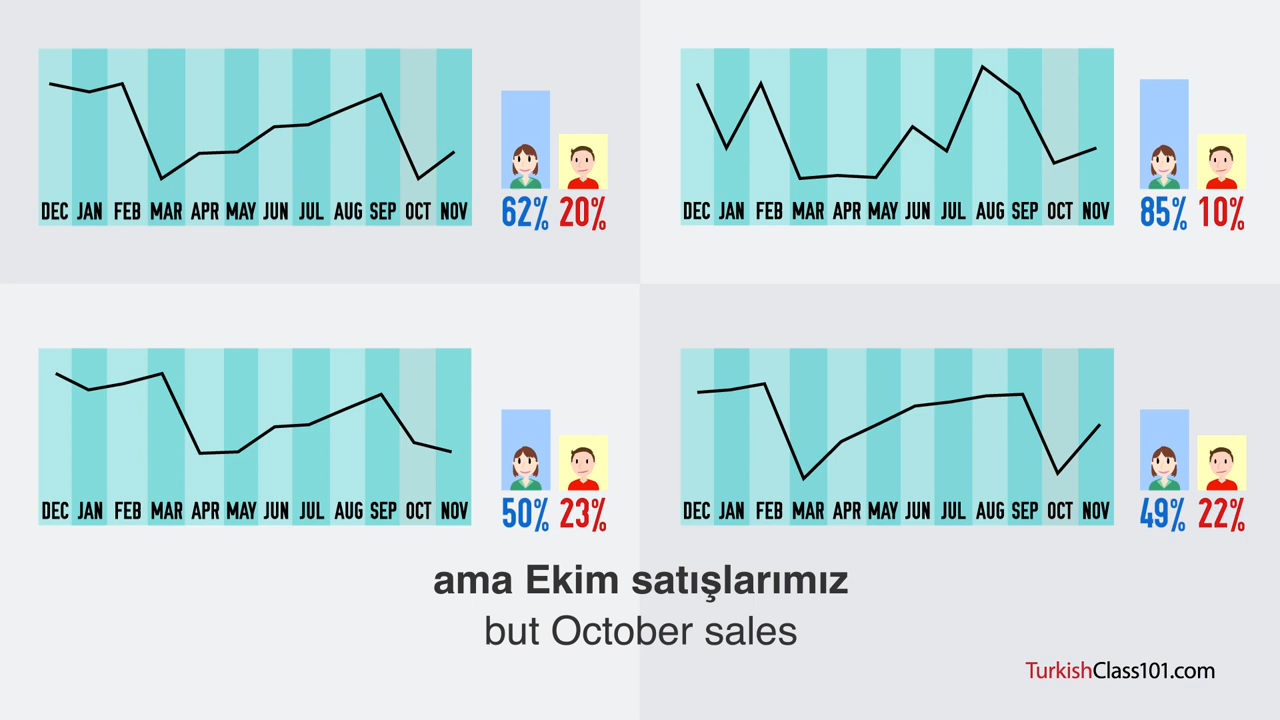 DEC JAN FEB MAR APR MAY JUN JUL AUG SEP OCT NOV
62% 20%
DEC JAN FEB MAR APR MAY JUN JUL AUG SEP OCT NOV
85% 10%
DEC JAN FEB MAR APR MAY JUN JUL AUG SEP OCT NOV
50% 23%
DEC JAN FEB MAR APR MAY JUN JUL AUG SEP OCT NOV
49% 22%
ama Ekim satışlarımız
but October sales
TurkishClass101.com